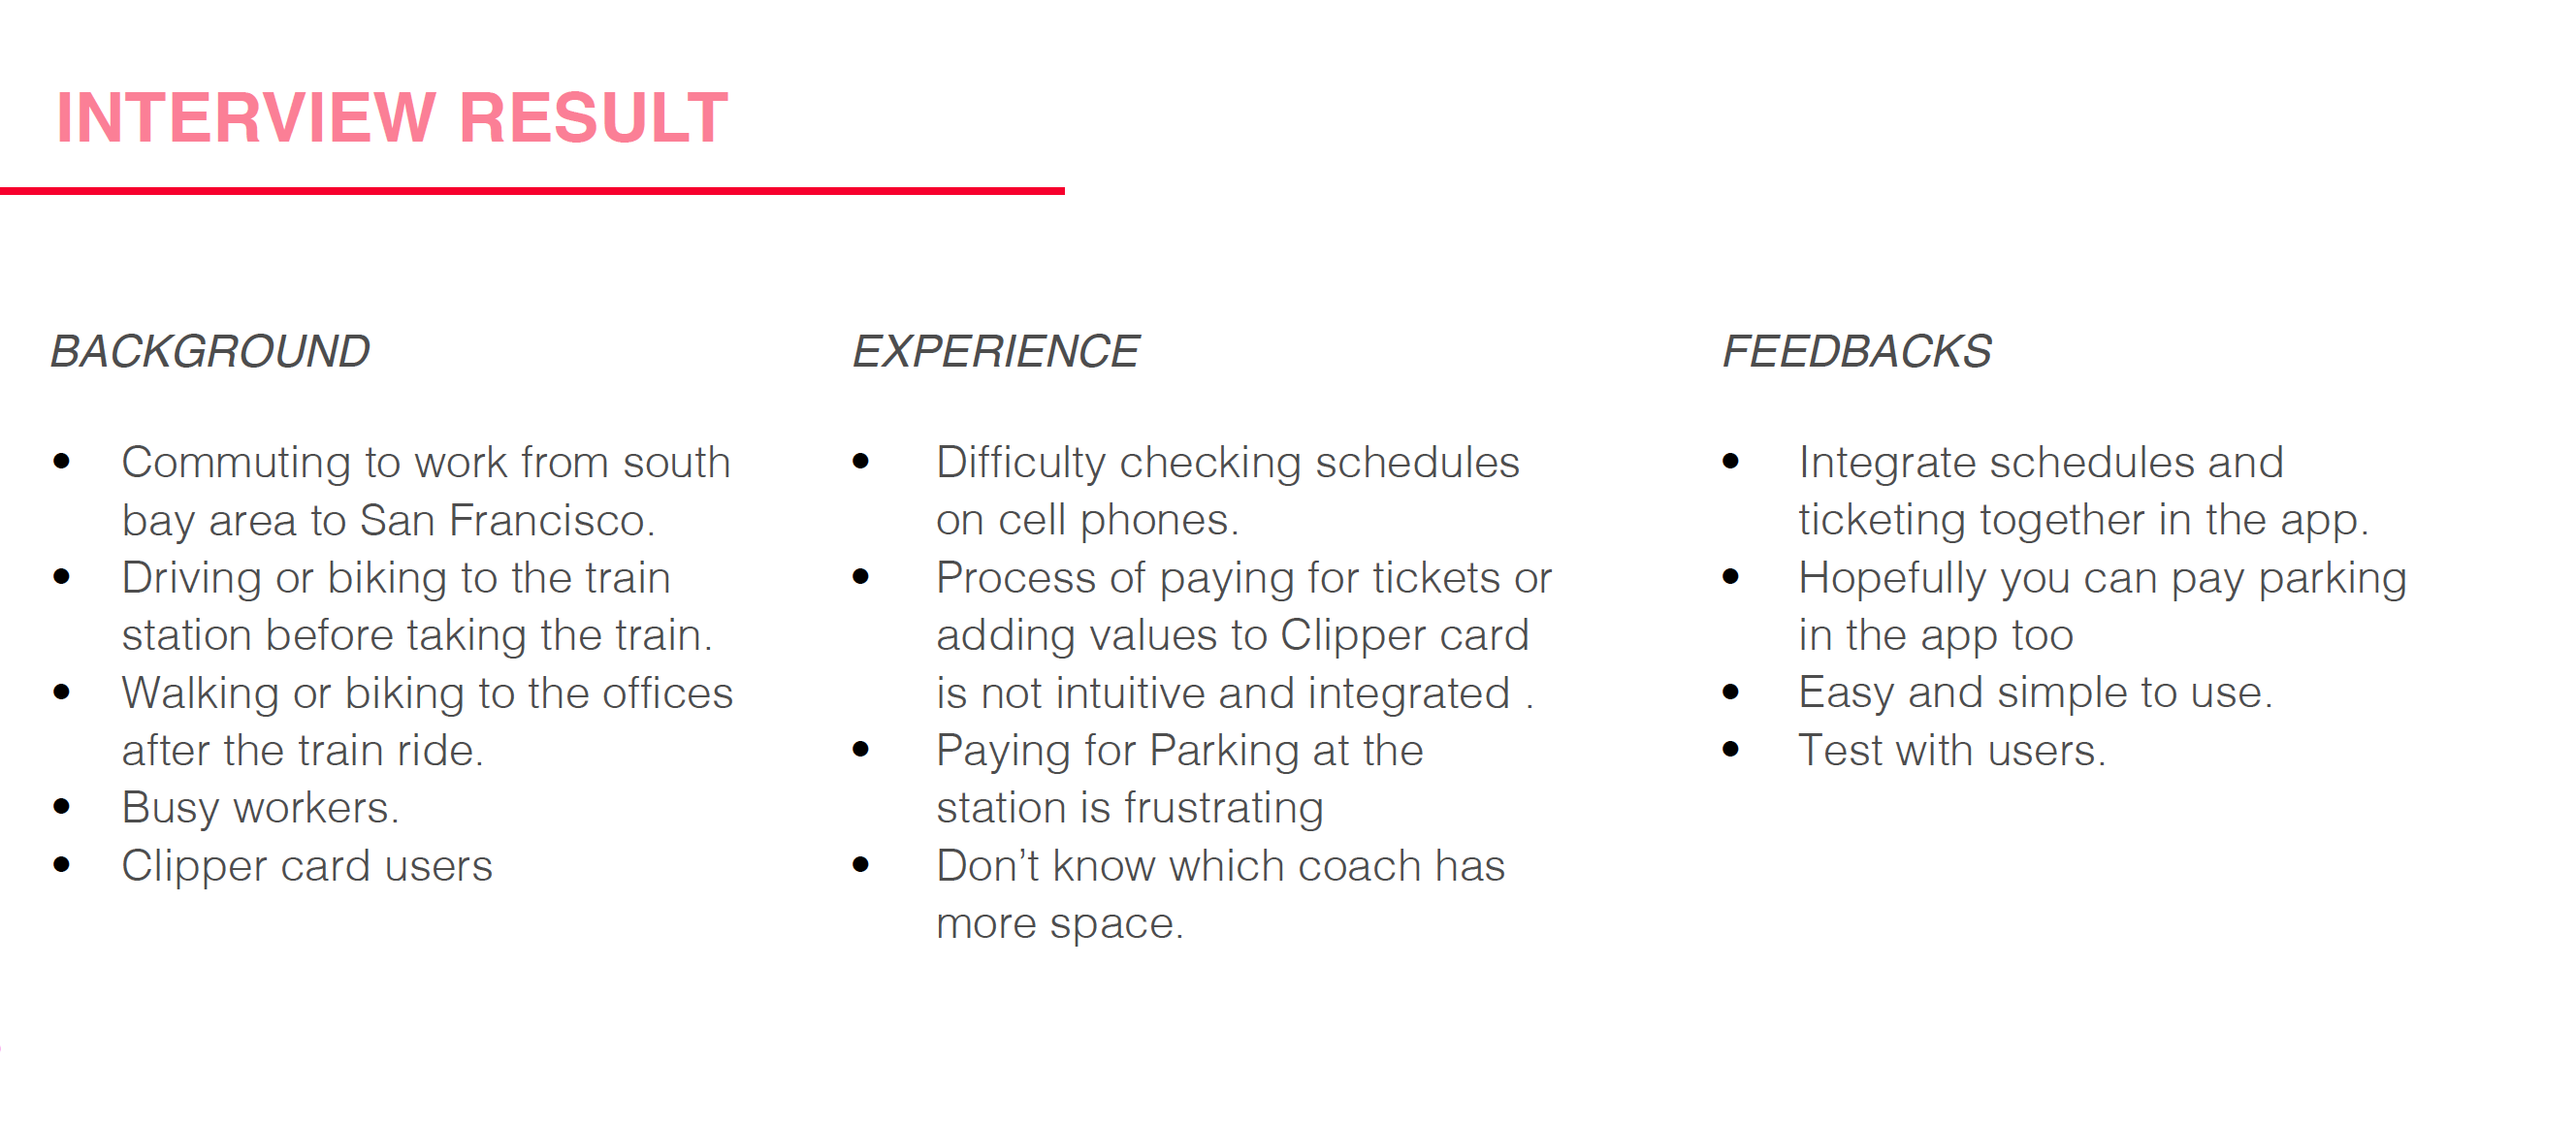 INTERVIEW RESULT
BACKGROUND
• Commuting to work from south
bay area to San Francisco.
• Driving or biking to the train
station before taking the train.
• Walking or biking to the offices
after the train ride.
• Busy workers.
• Clipper card users
EXPERIENCE
• Difficulty checking schedules
on cell phones.
• Process of paying for tickets or
adding values to Clipper card
is not intuitive and integrated .
• Paying for Parking at the
station is frustrating
• Don’t know which coach has
more space.
FEEDBACKS
• Integrate schedules and
ticketing together in the app.
• Hopefully you can pay parking
in the app too
• Easy and simple to use.
• Test with users.